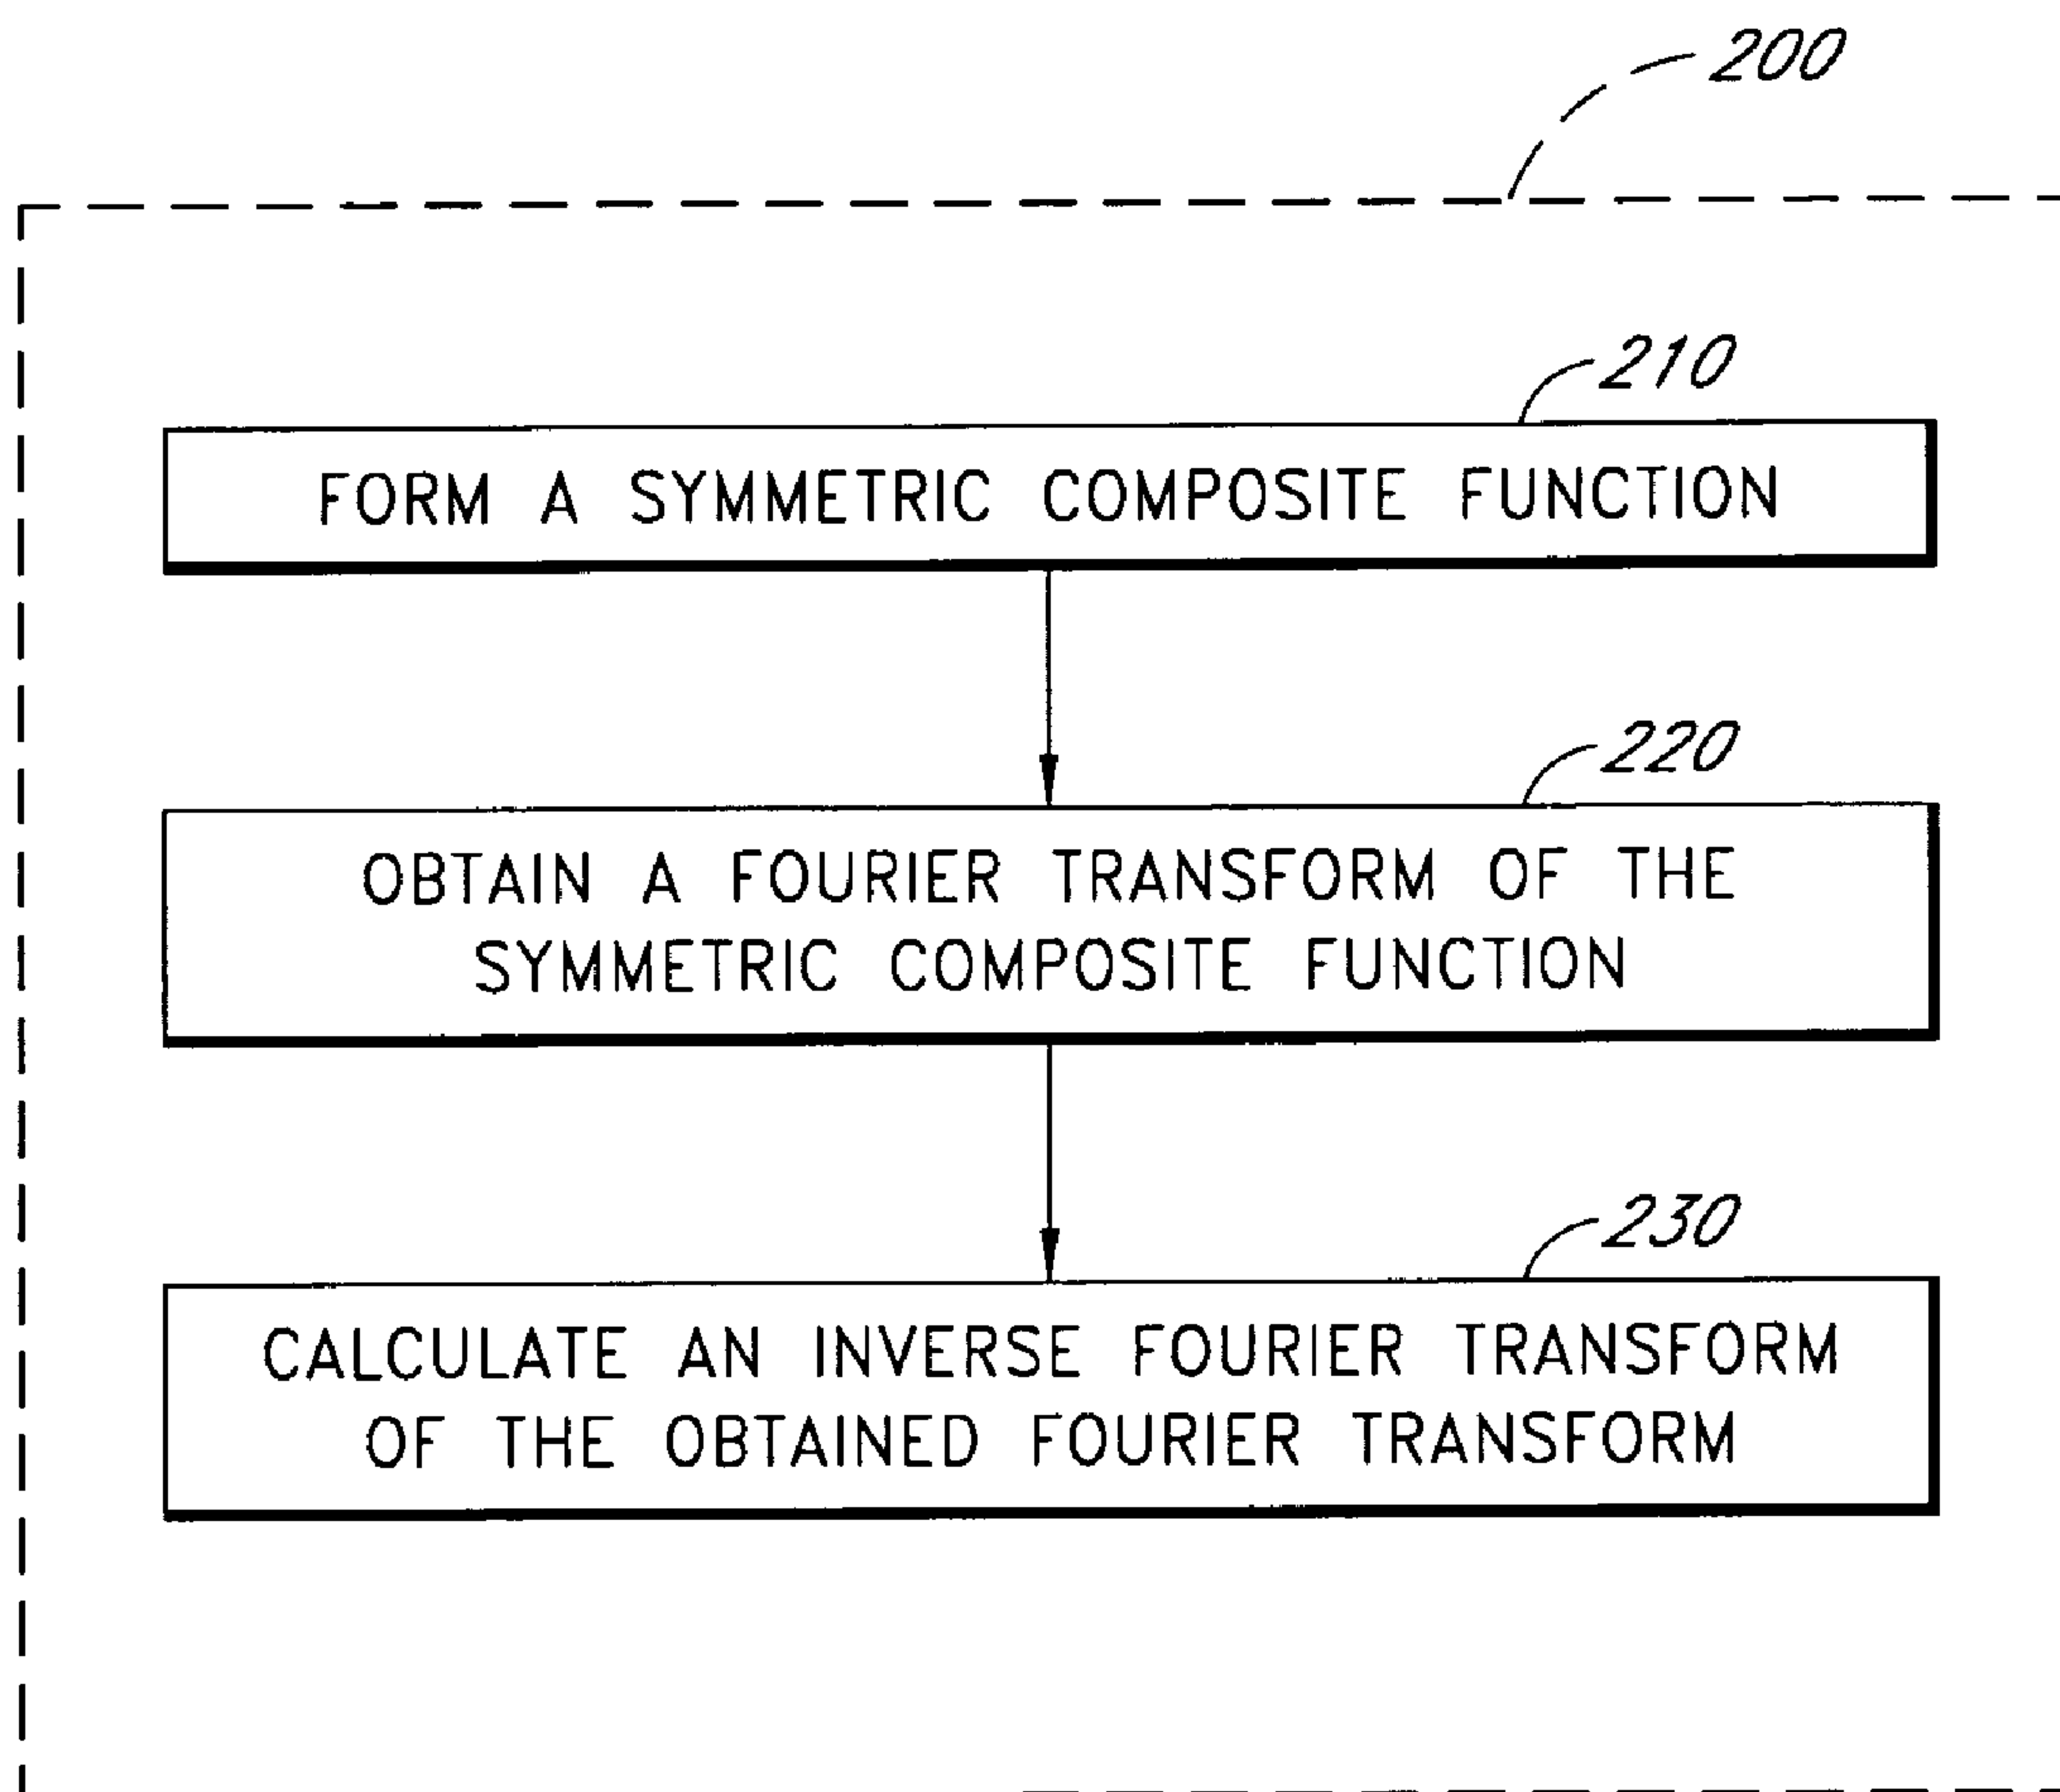 200
210
FORM A SYMMETRIC COMPOSITE FUNCTION
220
OBTAIN A FOURIER TRANSFORM OF THE
SYMMETRIC COMPOSITE FUNCTION
230
CALCULATE AN INVERSE FOURIER TRANSFORM
OF THE OBTAINED FOURIER TRANSFORM